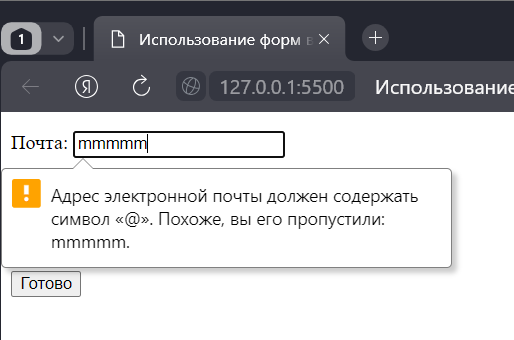 1
Использование форм в
Я
127.0.0.1:5500
Использование
Почта: mmmmm
!
Адрес электронной почты должен содержать
символ «@». Похоже, вы его пропустили:
mmmmm.
Готово